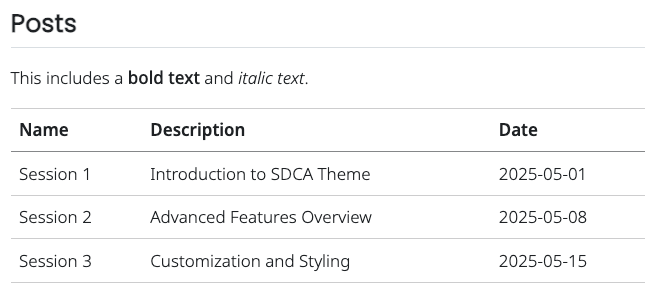 Posts
This includes a bold text and italic text.
Name Description Date
Session 1 Introduction to SDCA Theme 2025-05-01
Session 2 Advanced Features Overview 2025-05-08
Session 3 Customization and Styling 2025-05-15